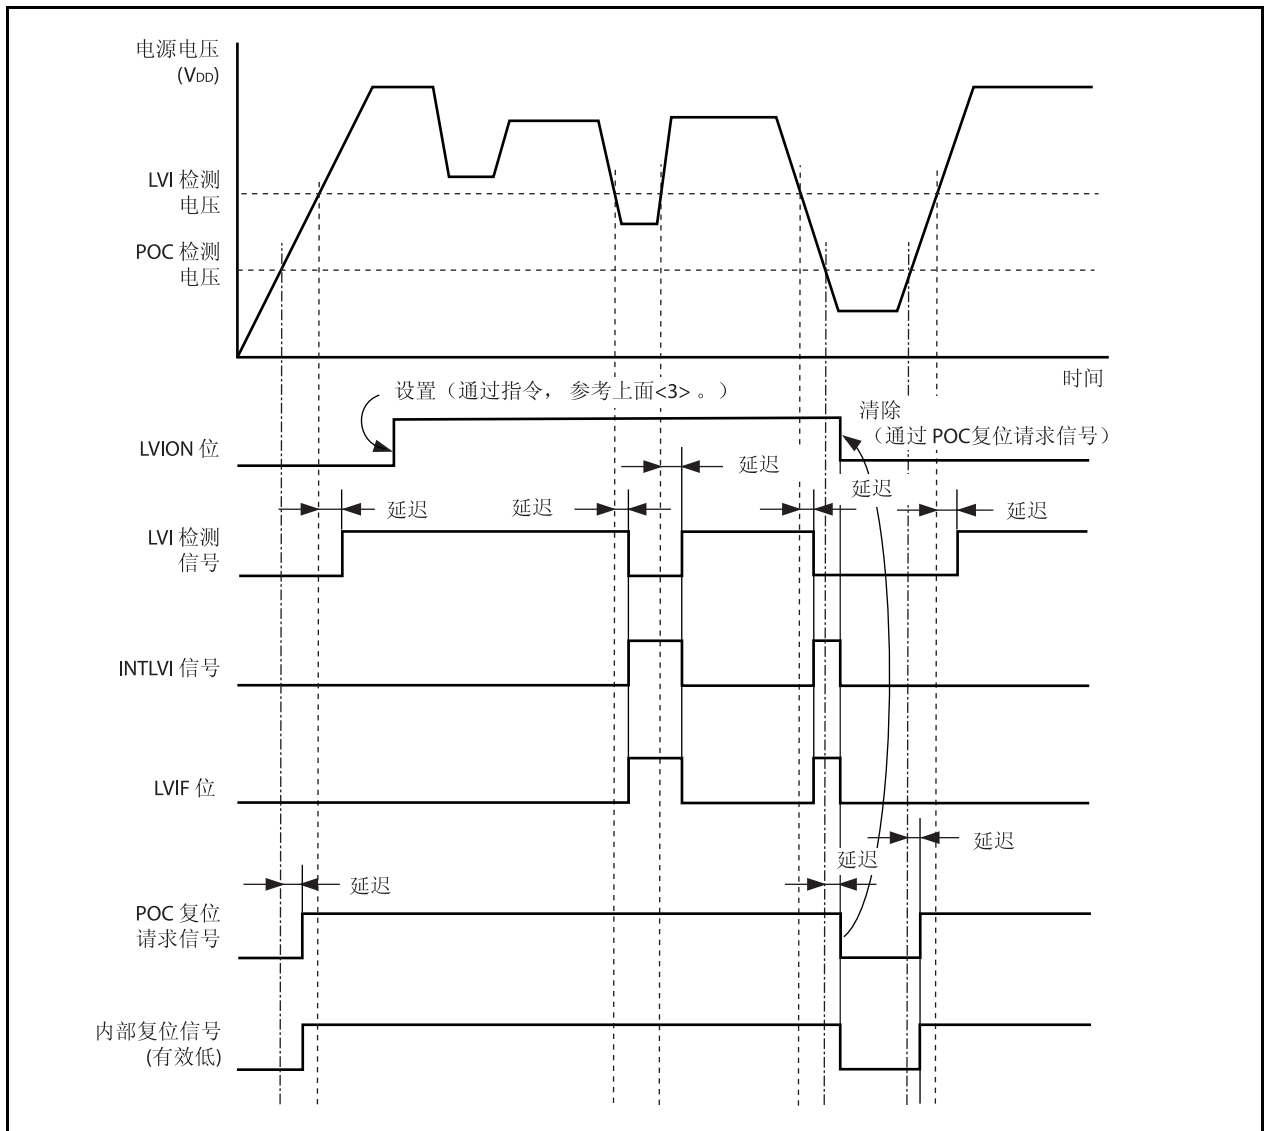 电源电压
(VDD)
LVI 检测
电压
POC 检测
电压
时间
设置（通过指令，参考上面<3> 。）
清除
（通过 POC复位请求信号）
LVION 位
延迟
延迟
延迟
延迟
延迟
LVI 检测
信号
INTLVI 信号
LVIF 位
延迟
延迟
延迟
POC 复位
请求信号
内部复位信号
(有效低)